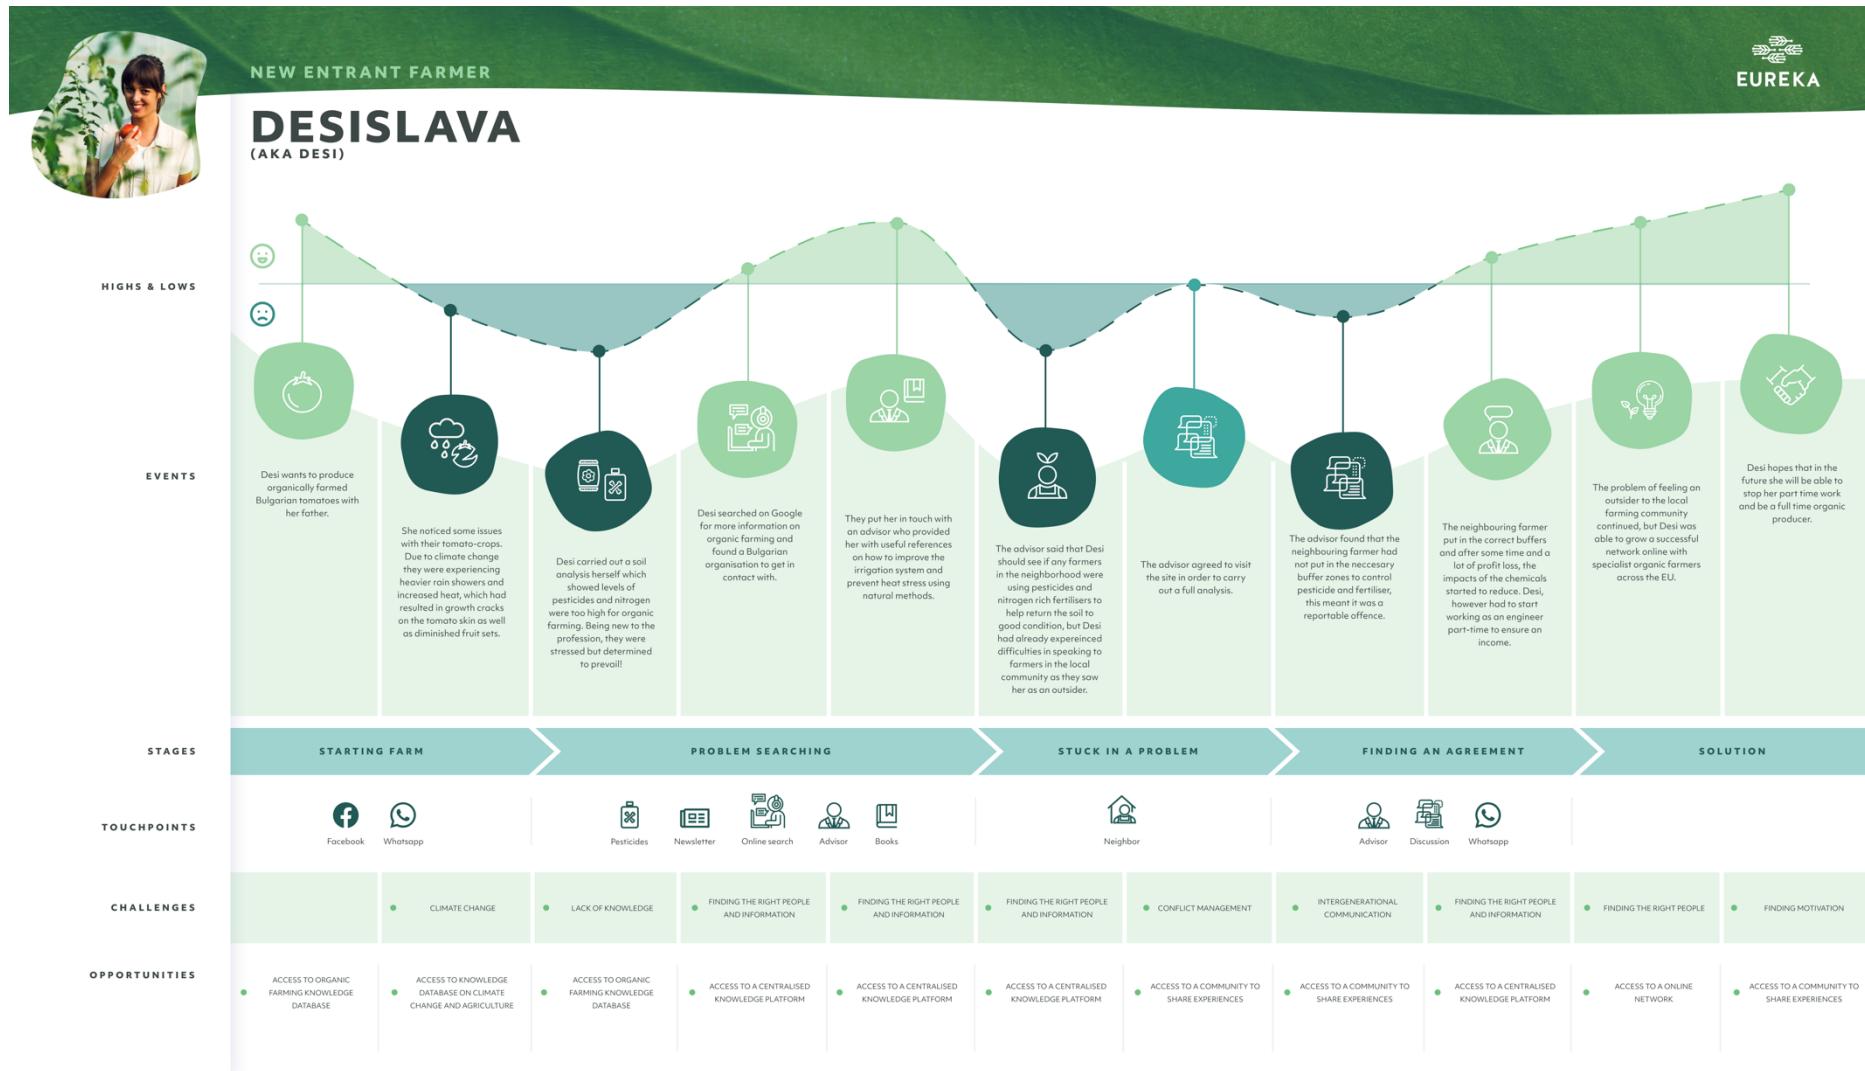 NEW ENTRANT FARMER
EUREKA
DESISLAVA
(AKA DESI)
HIGHS & LOWS
EVENTS
Desi wants to produce
organically farmed
Bulgarian tomatoes with
her father.
She noticed some issues
with their tomato-crops.
Due to climate change
they were experiencing
heavier rain showers and
increased heat, which had
resulted in growth cracks
on the tomato skin as well
as diminished fruit sets.
Desi carried out a soil
analysis herself which
showed levels of
pesticides and nitrogen
were too high for organic
farming. Being new to the
profession, they were
stressed but determined
to prevail!
Desi searched on Google
for more information on
organic farming and
found a Bulgarian
organisation to get in
contact with.
They put her in touch with
an advisor who provided
her with useful references
on how to improve the
irrigation system and
prevent heat stress using
natural methods.
The advisor said that Desi
should see if any farmers
in the neighborhood were
using pesticides and
nitrogen rich fertilisers to
help return the soil to
good condition, but Desi
had already expereinced
difficulties in speaking to
farmers in the local
community as they saw
her as an outsider.
The advisor agreed to visit
the site in order to carry
out a full analysis.
The advisor found that the
neighbouring farmer had
not put in the neccesary
buffer zones to control
pesticide and fertiliser,
this meant it was a
reportable offence.
The neighbouring farmer
put in the correct buffers
and after some time and a
lot of profit loss, the
impacts of the chemicals
started to reduce. Desi,
however had to start
working as an engineer
part-time to ensure an
income.
The problem of feeling an
outsider to the local
farming community
continued, but Desi was
able to grow a successful
network online with
specialist organic farmers
across the EU.
Desi hopes that in the
future she will be able to
stop her part time work
and be a full time organic
producer.
STAGES
STARTING FARM
PROBLEM SEARCHING
STUCK IN A PROBLEM
FINDING AN AGREEMENT
SOLUTION
TOUCHPOINTS
Facebook
Whatsapp
Pesticides
Newsletter
Online search
Advisor
Books
Neighbor
Advisor
Discussion
Whatsapp
CHALLENGES
CLIMATE CHANGE
LACK OF KNOWLEDGE
FINDING THE RIGHT PEOPLE
AND INFORMATION
FINDING THE RIGHT PEOPLE
AND INFORMATION
FINDING THE RIGHT PEOPLE
AND INFORMATION
CONFLICT MANAGEMENT
INTERGENERATIONAL
COMMUNICATION
FINDING THE RIGHT PEOPLE
AND INFORMATION
FINDING THE RIGHT PEOPLE
FINDING MOTIVATION
OPPORTUNITIES
ACCESS TO ORGANIC
FARMING KNOWLEDGE
DATABASE
ACCESS TO KNOWLEDGE
DATABASE ON CLIMATE
CHANGE AND AGRICULTURE
ACCESS TO ORGANIC
FARMING KNOWLEDGE
DATABASE
ACCESS TO A CENTRALISED
KNOWLEDGE PLATFORM
ACCESS TO A CENTRALISED
KNOWLEDGE PLATFORM
ACCESS TO A CENTRALISED
KNOWLEDGE PLATFORM
ACCESS TO A COMMUNITY TO
SHARE EXPERIENCES
ACCESS TO A COMMUNITY TO
SHARE EXPERIENCES
ACCESS TO A CENTRALISED
KNOWLEDGE PLATFORM
ACCESS TO A ONLINE
NETWORK
ACCESS TO A COMMUNITY TO
SHARE EXPERIENCES